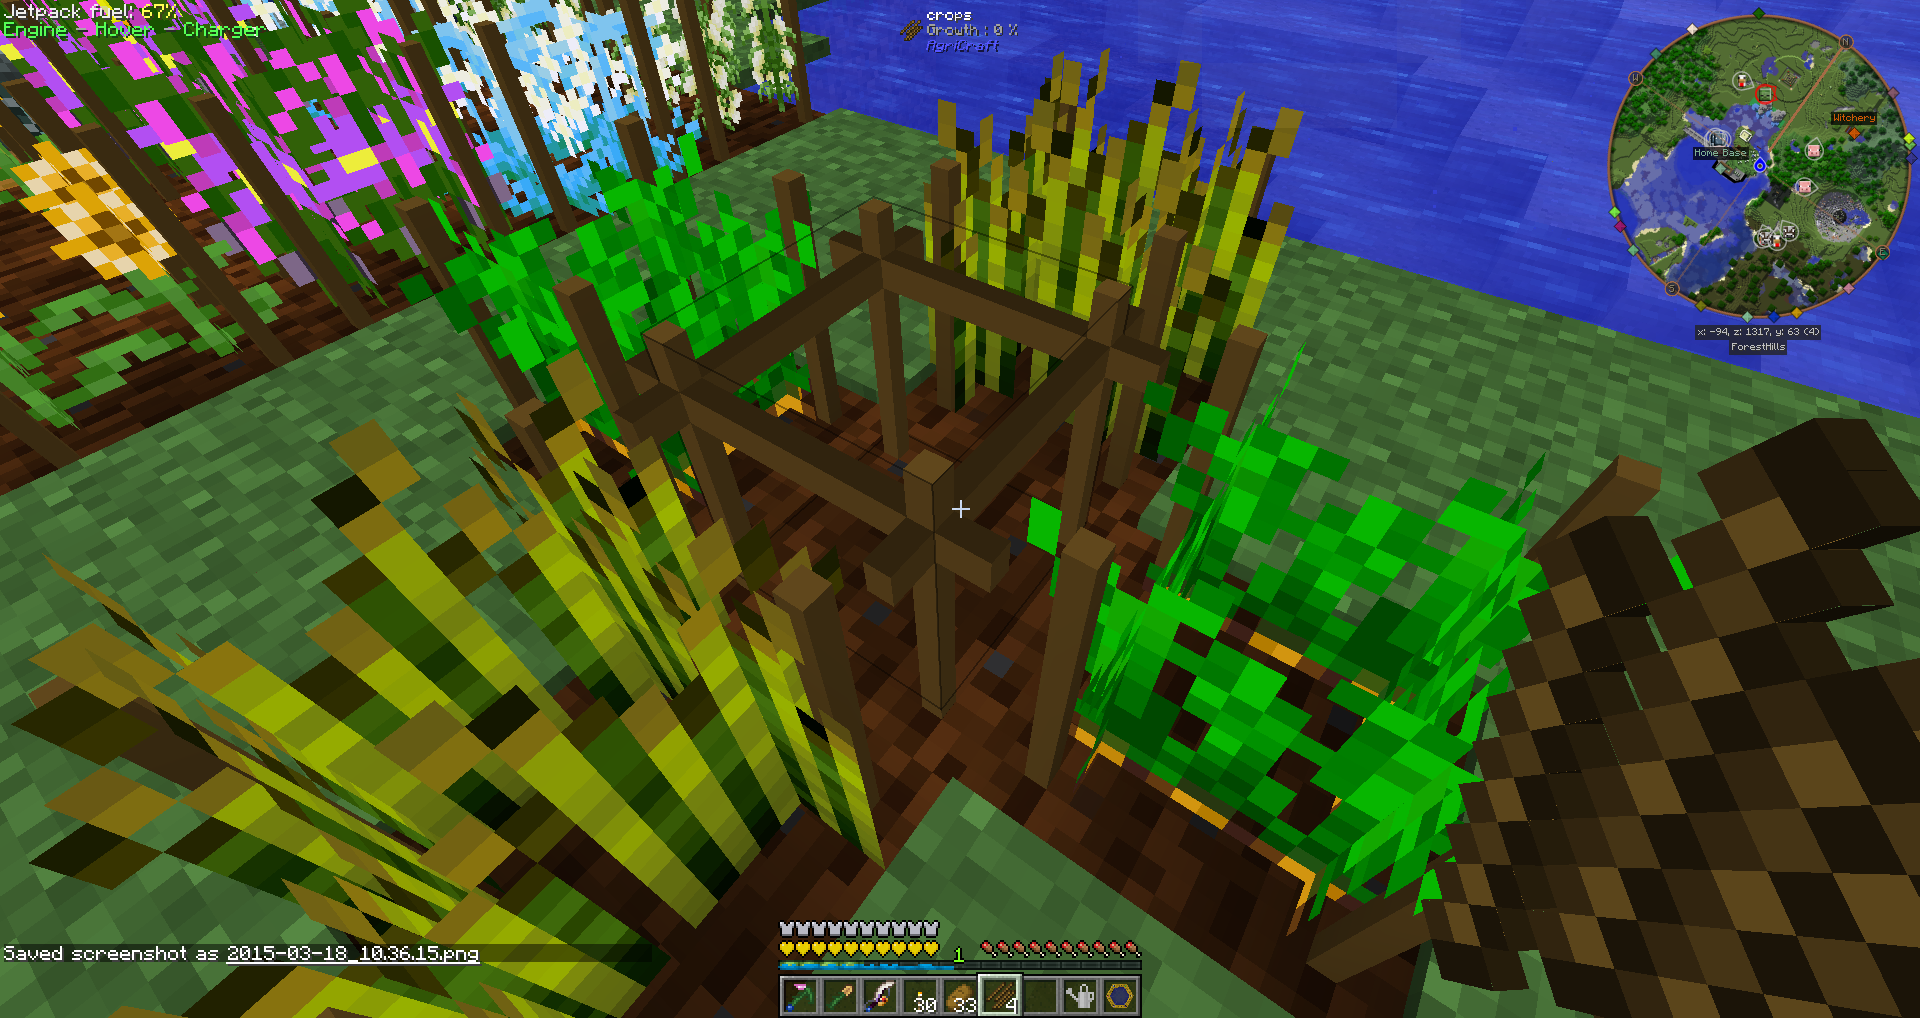 Jetpack fuel: 67%
Engine - Hover - Charger
crops
Growth : 0 %
AgriCraft
N
W
Witchery
Home Base
E
S
x: -94, z: 1317, y: 63 (4)
ForestHills
Saved screenshot as 2015-03-18_10.36.15.png
1
30
33
4